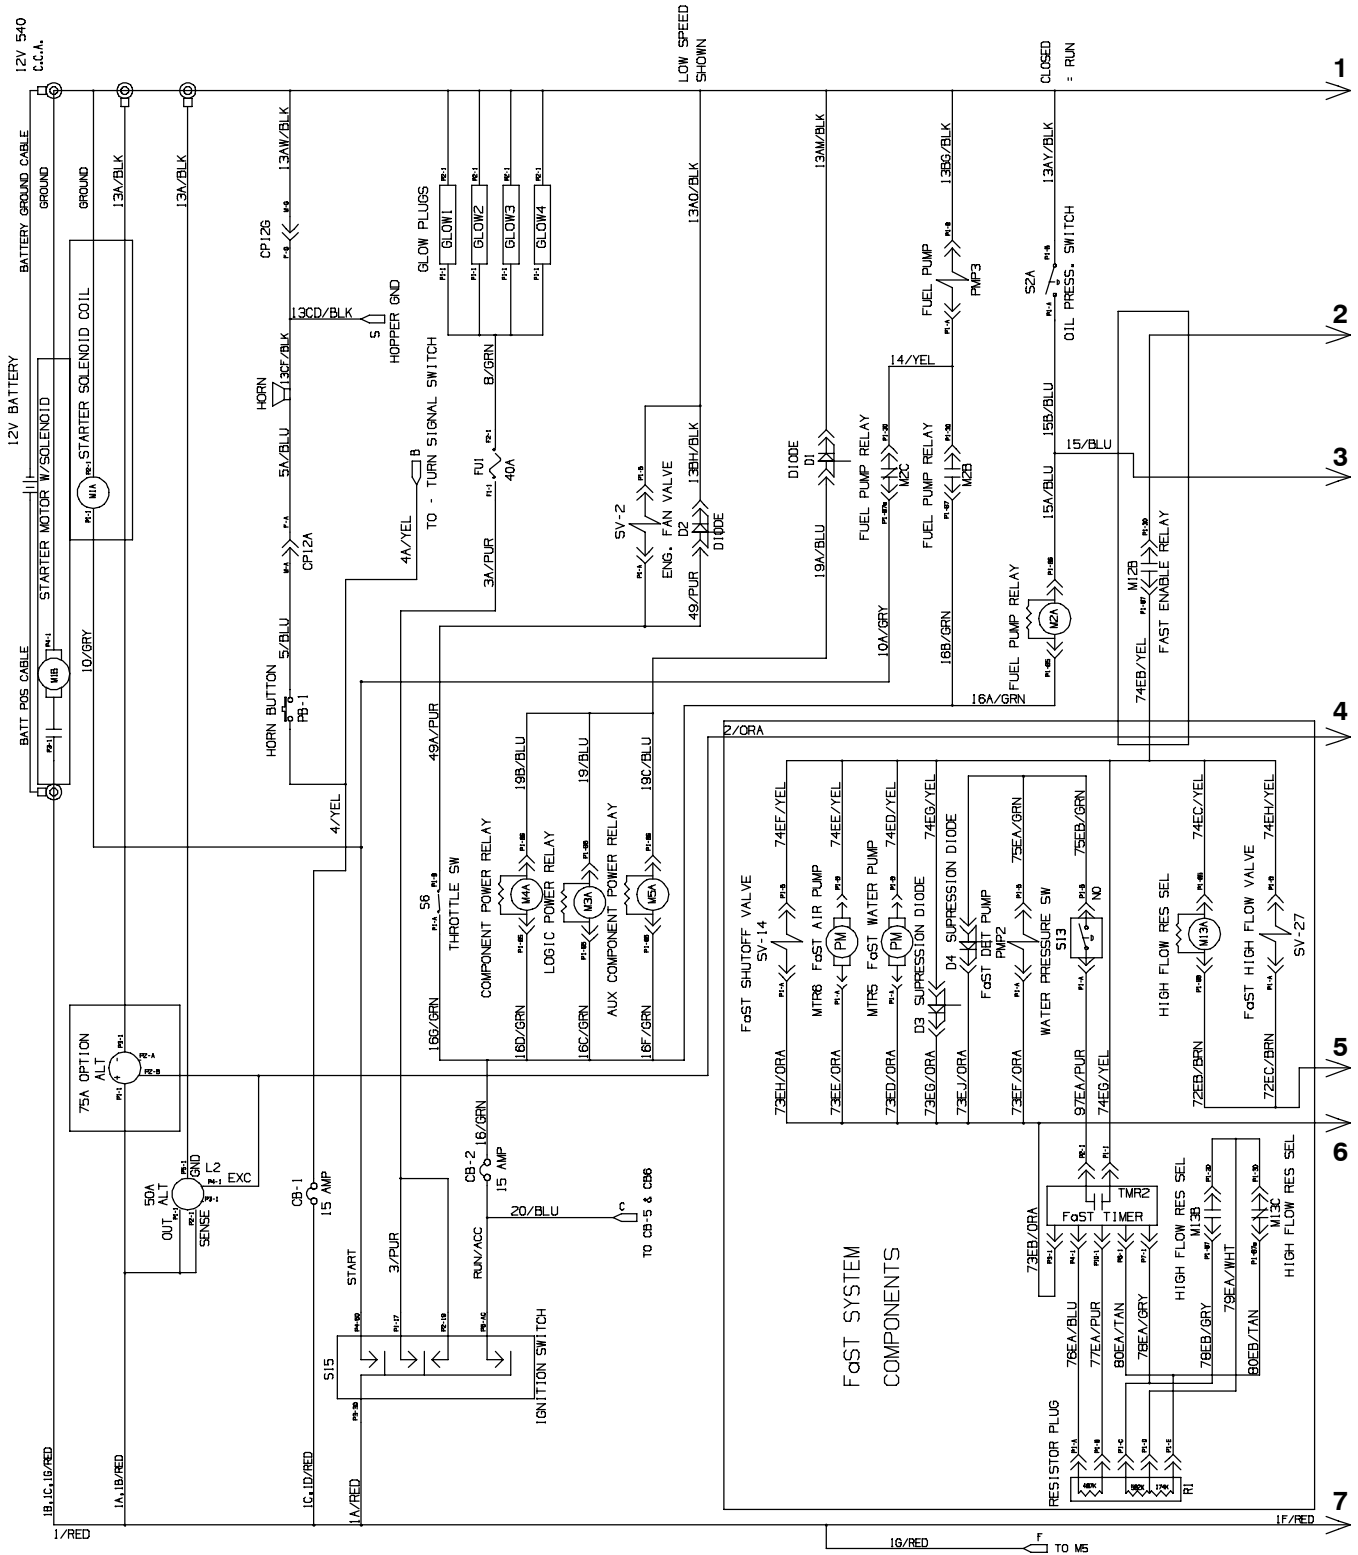 12V 540
C.C.A.
12V BATTERY
BATT POS CABLE
BATTERY GROUND CABLE
STARTER MOTOR W/SOLENOID
M1B
GROUND
STARTER SOLENOID COIL
M1A
GROUND
10/GRY
13A/BLK
13A/BLK
75A OPTION
ALT
50A
ALT
OUT
SENSE
GND
L2
EXC
HORN BUTTON
PB-1
5/BLU
CP12A
5A/BLU
HORN
13CF/BLK
13CD/BLK
S
HOPPER GND
CP12G
13AW/BLK
4/YEL
4A/YEL
B
TO - TURN SIGNAL SWITCH
CB-1
15 AMP
GLOW PLUGS
GLOW1
GLOW2
GLOW3
GLOW4
8/GRN
FU1
40A
3A/PUR
LOW SPEED
SHOWN
13AO/BLK
SV-2
ENG. FAN VALVE
13BH/BLK
D2
DIODE
49/PUR
49A/PUR
S6
THROTTLE SW
16G/GRN
COMPONENT POWER RELAY
M4A
19B/BLU
16D/GRN
LOGIC POWER RELAY
M3A
19/BLU
16C/GRN
AUX COMPONENT POWER RELAY
M5A
19C/BLU
16F/GRN
13AM/BLK
DIODE
D1
19A/BLU
FUEL PUMP RELAY
M2C
10A/GRY
14/YEL
FUEL PUMP
PMP3
13BG/BLK
FUEL PUMP RELAY
M2B
16B/GRN
CLOSED
= RUN
13AY/BLK
S2A
OIL PRESS. SWITCH
15B/BLU
15/BLU
15A/BLU
FUEL PUMP RELAY
M2A
16A/GRN
M12B
FAST ENABLE RELAY
74EB/YEL
2/ORA
CB-2
15 AMP
16/GRN
20/BLU
C
TO CB-5 & CB6
START
3/PUR
RUN/ACC
S15
IGNITION SWITCH
1B,1C,1G/RED
1/RED
1A,1B/RED
1C,1D/RED
1A/RED
FaST SHUTOFF VALVE
SV-14
74EF/YEL
73EH/ORA
MTR6 FaST AIR PUMP
PM
74EE/YEL
73EE/ORA
MTR5 FaST WATER PUMP
PM
74ED/YEL
73ED/ORA
D3 SUPRESSION DIODE
74EG/YEL
73EG/ORA
D4 SUPRESSION DIODE
73EJ/ORA
FaST DET PUMP
PMP2
75EA/GRN
73EF/ORA
WATER PRESSURE SW
S13
NO
75EB/GRN
97EA/PUR
74EG/YEL
HIGH FLOW RES SEL
M13A
74EC/YEL
72EB/BRN
FaST HIGH FLOW VALVE
SV-27
74EH/YEL
72EC/BRN
TMR2
FaST TIMER
73EB/ORA
76EA/BLU
77EA/PUR
80EA/TAN
78EA/GRY
HIGH FLOW RES SEL
M13B
78EB/GRY
79EA/WHT
M13C
HIGH FLOW RES SEL
80EB/TAN
FaST SYSTEM
COMPONENTS
RESISTOR PLUG
R1
1F/RED
1G/RED
F
TO M5
1
2
3
4
5
6
7